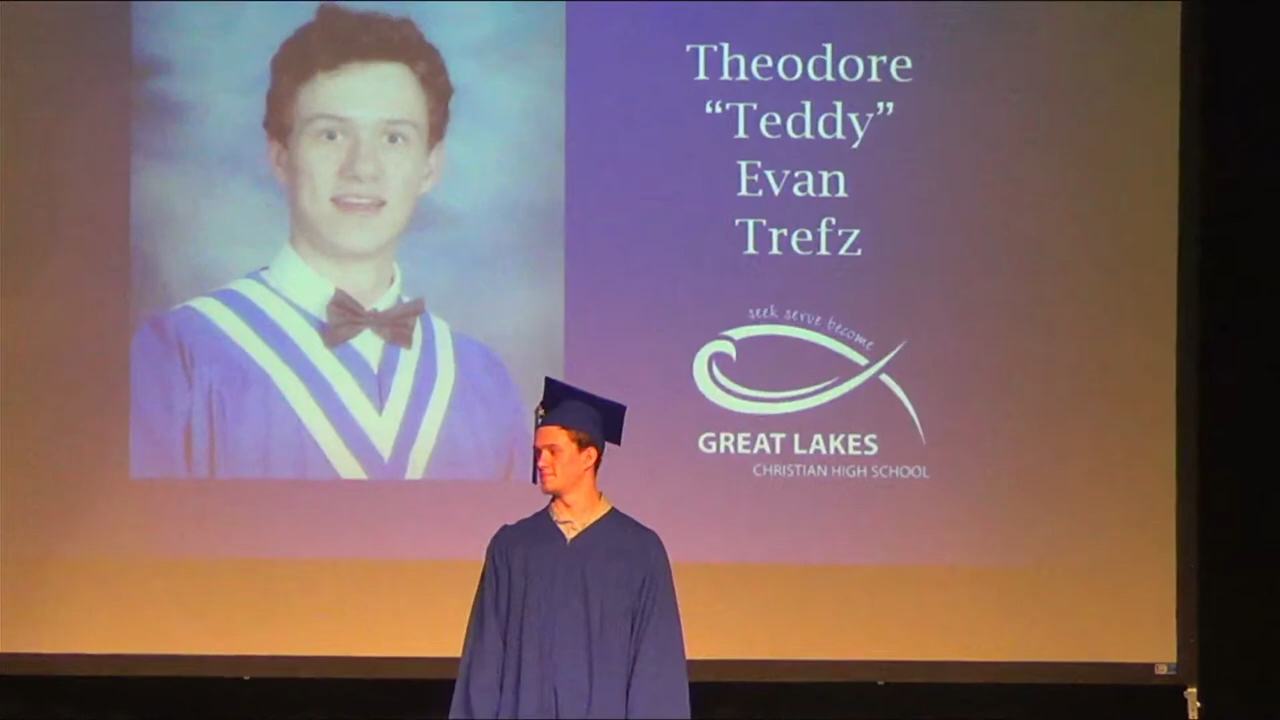 Theodore
“Teddy”
Evan
Trefz
seek serve become
GREAT LAKES
CHRISTIAN HIGH SCHOOL